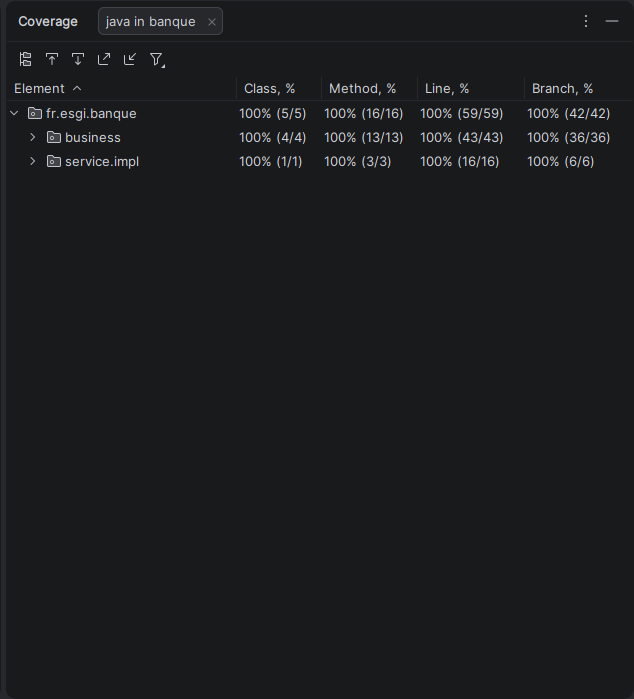 Coverage java in banque
Element Class, % Method, % Line, % Branch, %
fr.esgi.banque 100% (5/5) 100% (16/16) 100% (59/59) 100% (42/42)
business 100% (4/4) 100% (13/13) 100% (43/43) 100% (36/36)
service.impl 100% (1/1) 100% (3/3) 100% (16/16) 100% (6/6)